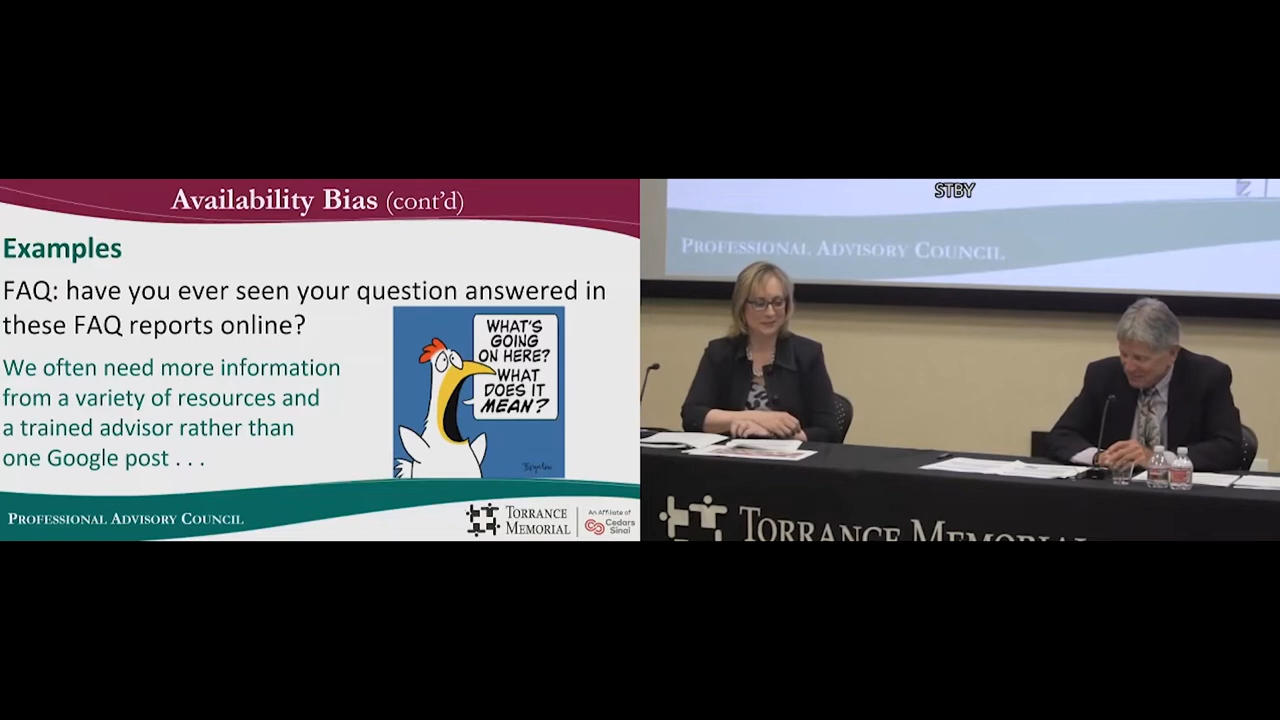 Availability Bias (cont'd)
Examples
FAQ: have you ever seen your question answered in
these FAQ reports online?
We often need more information
from a variety of resources and
a trained advisor rather than
one Google post . . .
WHAT'S
GOING
ON HERE?
WHAT
DOES IT
MEAN?
Boynton
PROFESSIONAL ADVISORY COUNCIL
TORRANCE
MEMORIAL
An Affiliate of
Cedars
Sinai
STBY
PROFESSIONAL ADVISORY COUNCIL
TORRANCE MEMORIAL